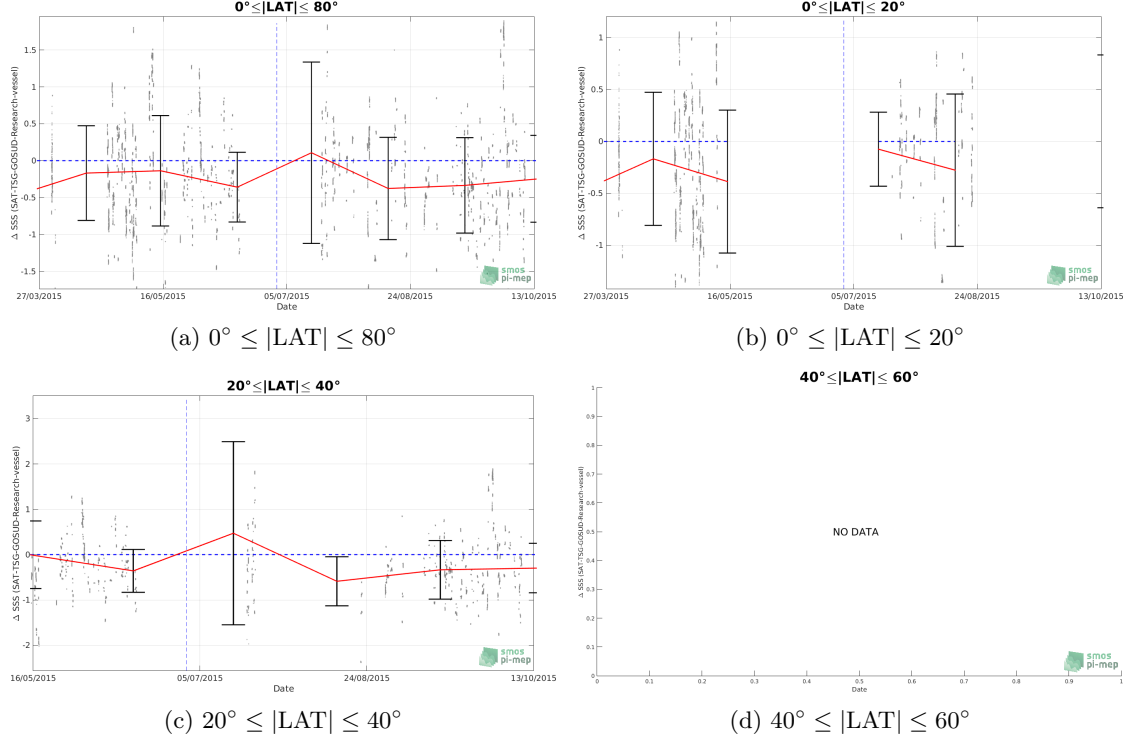 0°≤|LAT|≤ 80°
Δ SSS (SAT-TSG-GOSUD-Research-vessel)
1.5
1
0.5
0
-0.5
-1
-1.5
27/03/2015 16/05/2015 05/07/2015 24/08/2015 13/10/2015
Date
smos
pi-mep
(a) 0° ≤ |LAT| ≤ 80°
0°≤|LAT|≤ 20°
Δ SSS (SAT-TSG-GOSUD-Research-vessel)
1
0.5
0
-0.5
-1
27/03/2015 16/05/2015 05/07/2015 24/08/2015 13/10/2015
Date
smos
pi-mep
(b) 0° ≤ |LAT| ≤ 20°
20°≤|LAT|≤ 40°
Δ SSS (SAT-TSG-GOSUD-Research-vessel)
3
2
1
0
-1
-2
16/05/2015 05/07/2015 24/08/2015 13/10/2015
Date
smos
pi-mep
(c) 20° ≤ |LAT| ≤ 40°
40°≤|LAT|≤ 60°
Δ SSS (SAT-TSG-GOSUD-Research-vessel)
1
0.9
0.8
0.7
0.6
0.5
0.4
0.3
0.2
0.1
0
NO DATA
0 0.1 0.2 0.3 0.4 0.5 0.6 0.7 0.8 0.9 1
Date
smos
pi-mep
(d) 40° ≤ |LAT| ≤ 60°